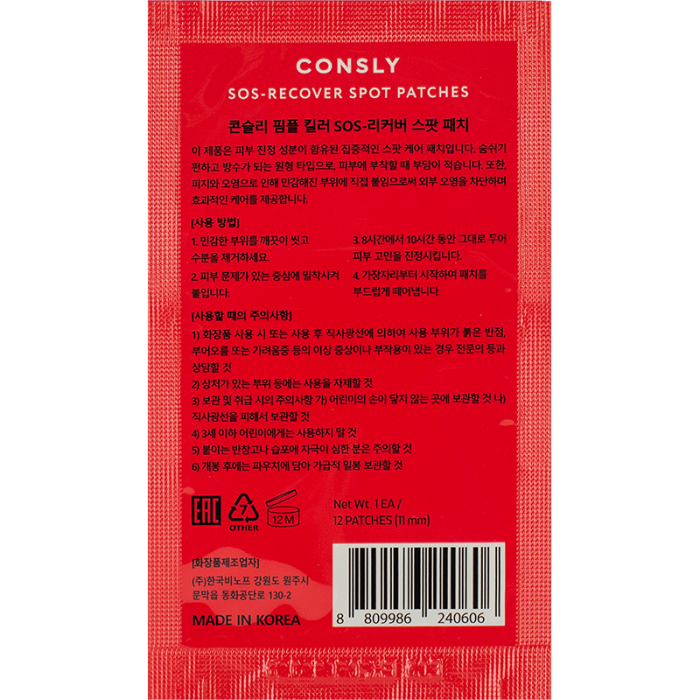 CONSLY
SOS-RECOVER SPOT PATCHES
콘슬리 핌플 킬러 SOS-리커버 스팟 패치
이 제품은 피부 진정 성분이 함유된 집중적인 스팟 케어 패치입니다. 숨쉬기
편하고 방수가 되는 원형 타입으로, 피부에 부착할 때 부담이 적습니다. 또한,
피지와 오염으로 인해 민감해진 부위에 직접 붙임으로써 외부 오염을 차단하며
효과적인 케어를 제공합니다.
[사용 방법]
1. 민감한 부위를 깨끗이 씻고
수분을 제거하세요.
2. 피부 문제가 있는 중심에 밀착시켜
붙입니다.
3. 8시간에서 10시간 동안 그대로 두어
피부 고민을 진정시킵니다.
4. 가장자리부터 시작하여 패치를
부드럽게 떼어냅니다.
[사용할 때의 주의사항]
1) 화장품 사용 시 또는 사용 후 직사광선에 의하여 사용 부위가 붉은 반점,
부어오름 또는 가려움증 등의 이상 증상이나 부작용이 있는 경우 전문의 등과
상담할 것
2) 상처가 있는 부위 등에는 사용을 자제할 것
3) 보관 및 취급 시의 주의사항 가) 어린이의 손이 닿지 않는 곳에 보관할 것 나)
직사광선을 피해서 보관할 것
4) 3세 이하 어린이에게는 사용하지 말 것
5) 붙이는 반창고나 습포에 자극이 심한 분은 주의할 것
6) 개봉 후에는 파우치에 담아 가급적 밀봉 보관할 것
EAC
7
OTHER
12 M
Net Wt. 1 EA /
12 PATCHES (11 mm)
[화장품제조업자]
(주)한국비노프 강원도 원주시
문막읍 동화공단로 130-2
MADE IN KOREA
8 809986 240606